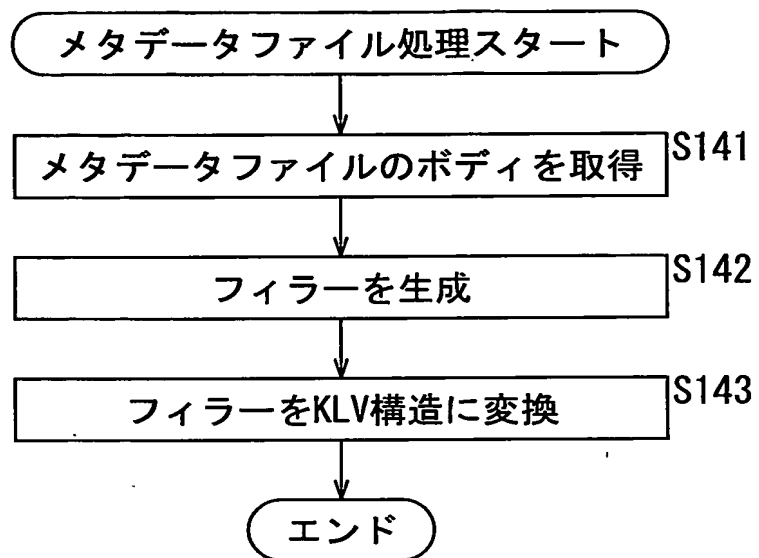 メタデータファイル処理スタート
メタデータファイルのボディを取得
S141
フィラーを生成
S142
フィラーをKLV構造に変換
S143
エンド